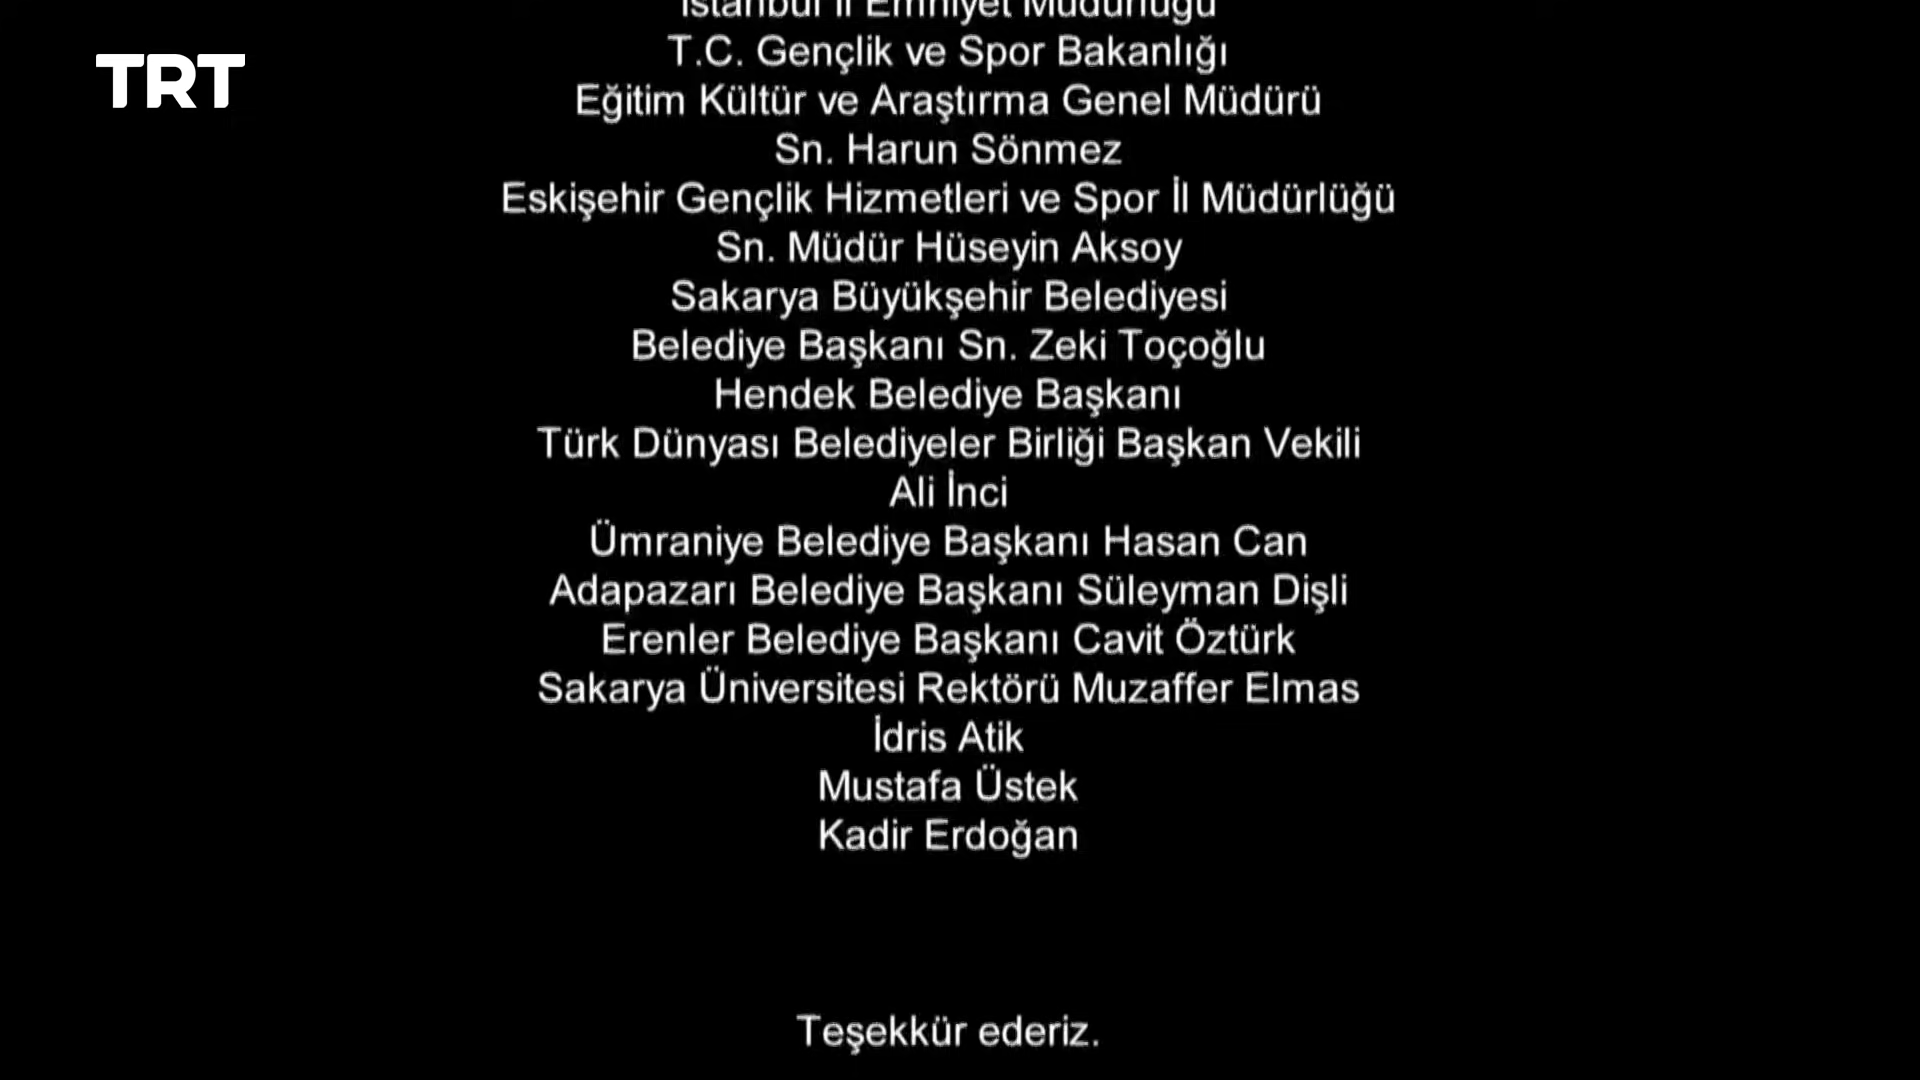 İstanbul İl Emniyet Müdürlüğü
TRT
T.C. Gençlik ve Spor Bakanlığı
Eğitim Kültür ve Araştırma Genel Müdürü
Sn. Harun Sönmez
Eskişehir Gençlik Hizmetleri ve Spor İl Müdürlüğü
Sn. Müdür Hüseyin Aksoy
Sakarya Büyükşehir Belediyesi
Belediye Başkanı Sn. Zeki Toçoğlu
Hendek Belediye Başkanı
Türk Dünyası Belediyeler Birliği Başkan Vekili
Ali İnci
Ümraniye Belediye Başkanı Hasan Can
Adapazarı Belediye Başkanı Süleyman Dişli
Erenler Belediye Başkanı Cavit Öztürk
Sakarya Üniversitesi Rektörü Muzaffer Elmas
İdris Atik
Mustafa Üstek
Kadir Erdoğan
Teşekkür ederiz.